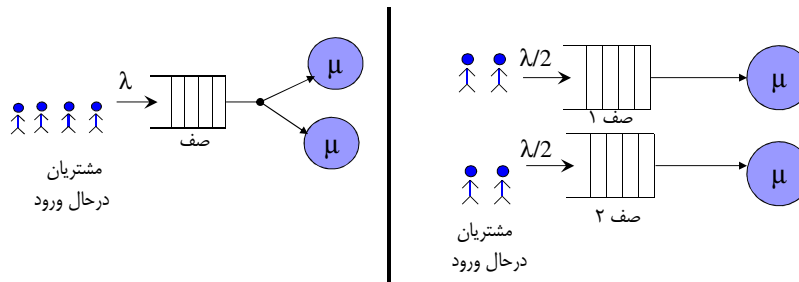 λ
μ
μ
صف
مشتریان
درحال ورود
λ/2
μ
صف ۱
λ/2
μ
صف ۲
مشتریان
درحال ورود